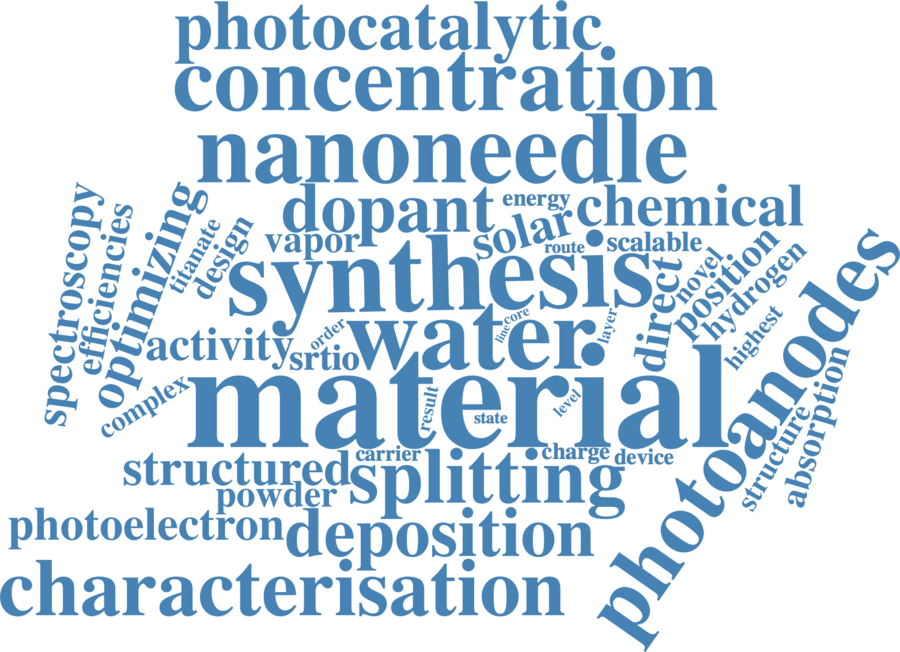 photocatalytic
concentration
nanoneedle
dopant
energy
chemical
solar
vapor
route
scalable
synthesis
spectroscopy
efficiencies
optimizing
titanate
design
direct
novel
position
hydrogen
highest
photoanodes
absorption
structure
activity
srtio
order
water
line
core
layer
material
complex
result
state
level
carrier
charge
device
structured
splitting
powder
photoelectron
deposition
characterisation